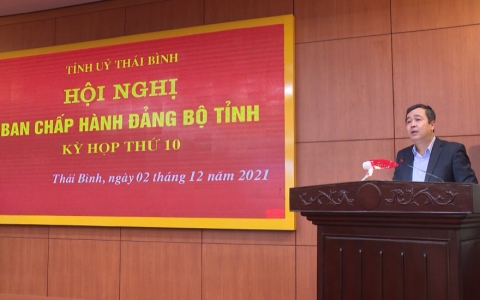 TỈNH UỶ THÁI BÌNH
HỘI NGHỊ
BAN CHẤP HÀNH ĐẢNG BỘ TỈNH
KỲ HỌP THỨ 10
Thái Bình, ngày 02 tháng 12 năm 2021